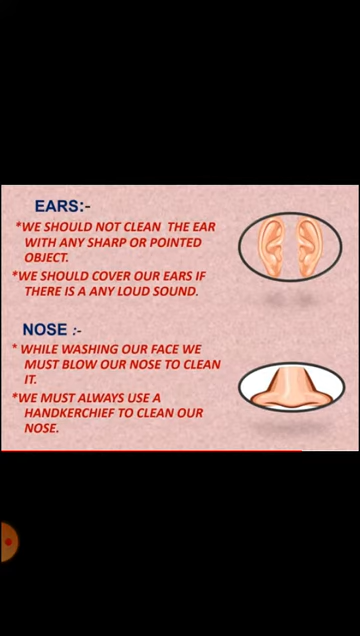 EARS:-
*WE SHOULD NOT CLEAN THE EAR
WITH ANY SHARP OR POINTED
OBJECT.
*WE SHOULD COVER OUR EARS IF
THERE IS A ANY LOUD SOUND.
NOSE :-
* WHILE WASHING OUR FACE WE
MUST BLOW OUR NOSE TO CLEAN
IT.
*WE MUST ALWAYS USE A
HANDKERCHIEF TO CLEAN OUR
NOSE.